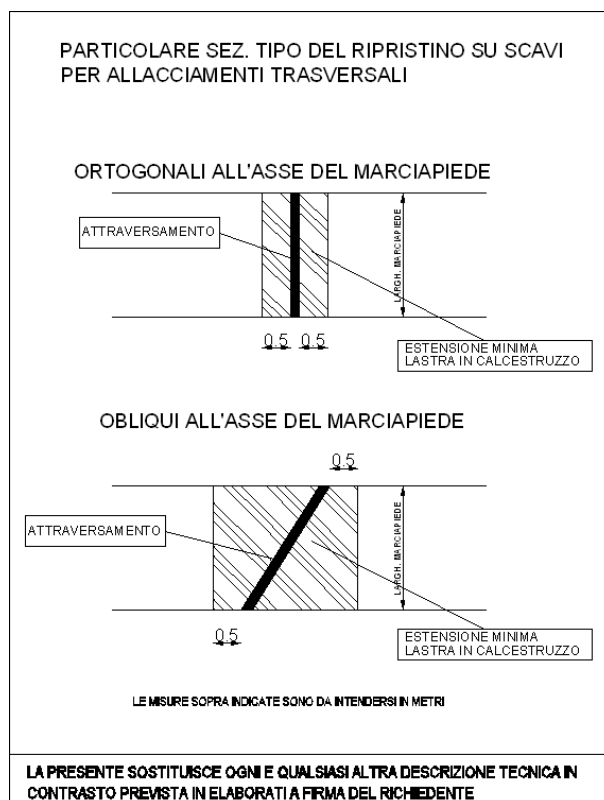 PARTICOLARE SEZ. TIPO DEL RIPRISTINO SU SCAVI
PER ALLACCIAMENTI TRASVERSALI
ORTOGONALI ALL'ASSE DEL MARCIAPIEDE
ATTRAVERSAMENTO
LARGH. MARCIAPIEDE
0.5 0.5
ESTENSIONE MINIMA
LASTRA IN CALCESTRUZZO
OBLIQUI ALL'ASSE DEL MARCIAPIEDE
0.5
ATTRAVERSAMENTO
LARGH. MARCIAPIEDE
0.5
ESTENSIONE MINIMA
LASTRA IN CALCESTRUZZO
LE MISURE SOPRA INDICATE SONO DA INTENDERSI IN METRI
LA PRESENTE SOSTITUISCE OGNI E QUALSIASI ALTRA DESCRIZIONE TECNICA IN
CONTRASTO PREVISTA IN ELABORATI A FIRMA DEL RICHIEDENTE